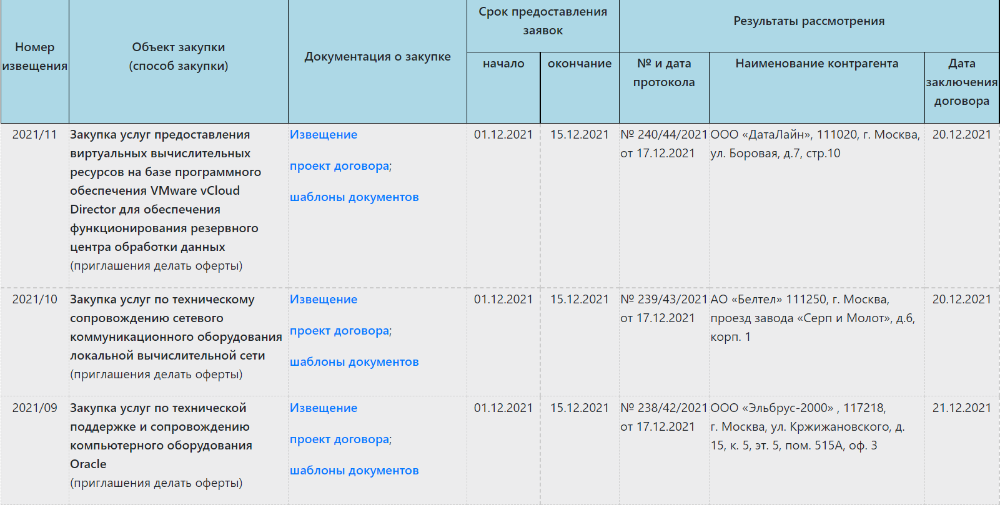 Номер
извещения
Объект закупки
(способ закупки)
Документация о закупке
Срок предоставления
заявок
Результаты рассмотрения
начало
окончание
№ и дата
протокола
Наименование контрагента
Дата
заключения
договора
2021/11
Закупка услуг предоставления
виртуальных вычислительных
ресурсов на базе программного
обеспечения VMware vCloud
Director для обеспечения
функционирования резервного
центра обработки данных
(приглашения делать оферты)
Извещение
проект договора;
шаблоны документов
01.12.2021
15.12.2021
№ 240/44/2021
от 17.12.2021
ООО «ДатаЛайн», 111020, г. Москва,
ул. Боровая, д.7, стр.10
20.12.2021
2021/10
Закупка услуг по техническому
сопровождению сетевого
коммуникационного оборудования
локальной вычислительной сети
(приглашения делать оферты)
Извещение
проект договора;
шаблоны документов
01.12.2021
15.12.2021
№ 239/43/2021
от 17.12.2021
АО «Белтел» 111250, г. Москва,
проезд завода «Серп и Молот», д.6,
корп. 1
20.12.2021
2021/09
Закупка услуг по технической
поддержке и сопровождению
компьютерного оборудования
Oracle
(приглашения делать оферты)
Извещение
проект договора;
шаблоны документов
01.12.2021
15.12.2021
№ 238/42/2021
от 17.12.2021
ООО «Эльбрус-2000» , 117218,
г. Москва, ул. Кржижановского, д.
15, к. 5, эт. 5, пом. 515А, оф. 3
21.12.2021